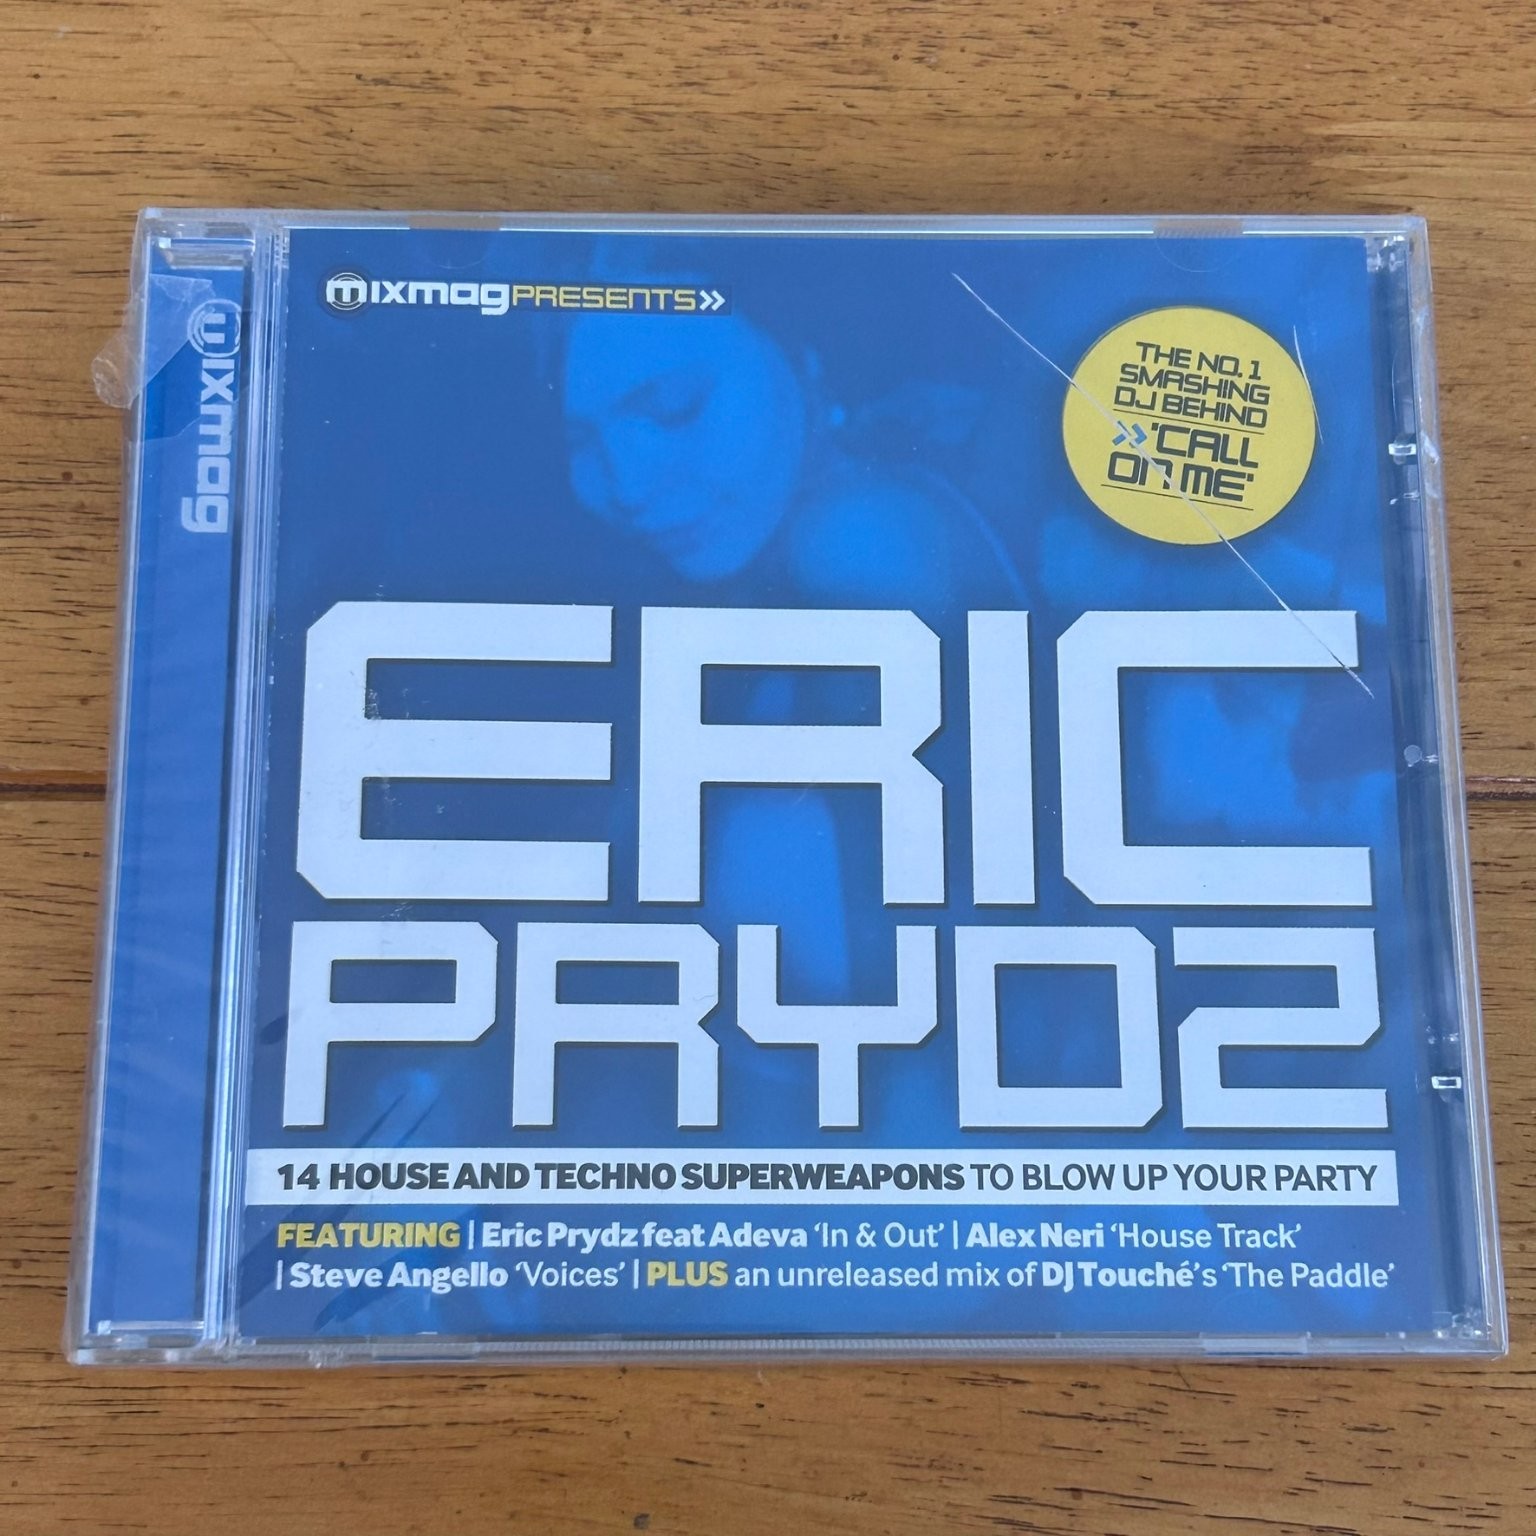 mixmag PRESENTS »
mixmag
THE NO. 1
SMASHING
DJ BEHIND
» 'CALL
ON ME'
ERIC
PRYDZ
14 HOUSE AND TECHNO SUPERWEAPONS TO BLOW UP YOUR PARTY
FEATURING | Eric Prydz feat Adeva ‘In & Out’ | Alex Neri ‘House Track’
| Steve Angello ‘Voices’ | PLUS an unreleased mix of DJ Touché’s ‘The Paddle’